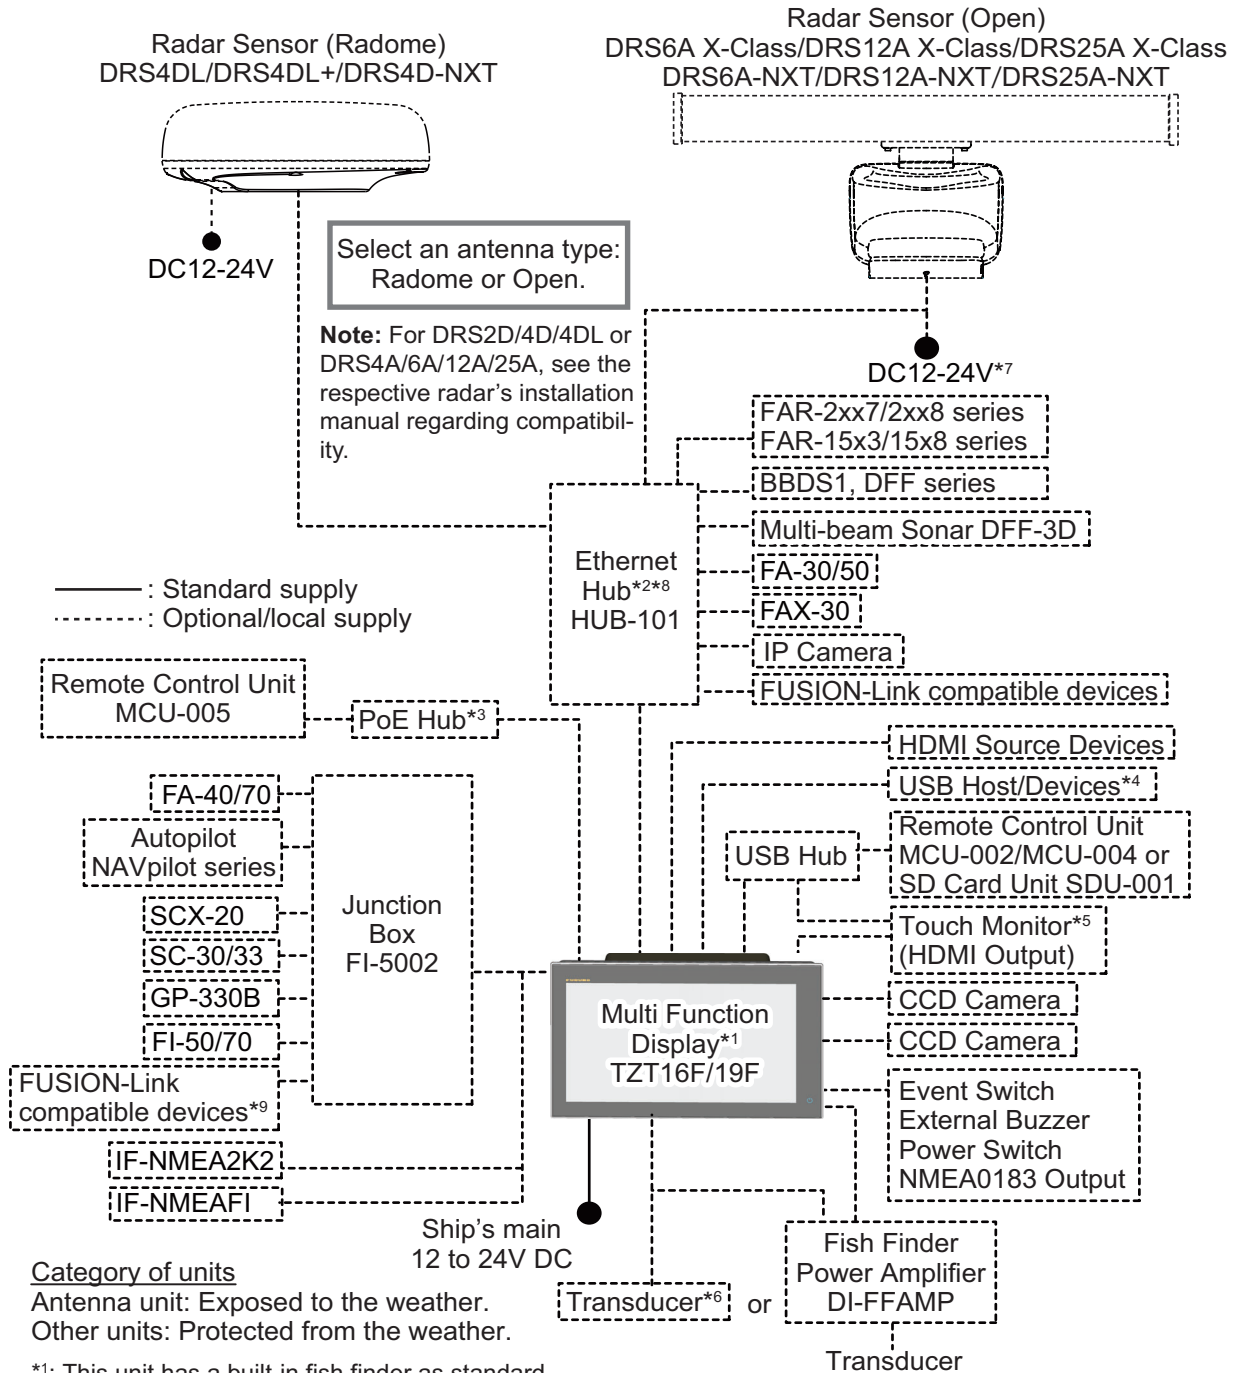 Radar Sensor (Radome)
DRS4DL/DRS4DL+/DRS4D-NXT
Radar Sensor (Open)
DRS6A X-Class/DRS12A X-Class/DRS25A X-Class
DRS6A-NXT/DRS12A-NXT/DRS25A-NXT
DC12-24V
Select an antenna type:
Radome or Open.
Note: For DRS2D/4D/4DL or
DRS4A/6A/12A/25A, see the
respective radar's installation
manual regarding compatibil-
ity.
DC12-24V*7
FAR-2xx7/2xx8 series
FAR-15x3/15x8 series
BBDS1, DFF series
Multi-beam Sonar DFF-3D
FA-30/50
FAX-30
IP Camera
FUSION-Link compatible devices
Ethernet
Hub*2*8
HUB-101
: Standard supply
: Optional/local supply
Remote Control Unit
MCU-005
PoE Hub*3
HDMI Source Devices
USB Host/Devices*4
USB Hub
Remote Control Unit
MCU-002/MCU-004 or
SD Card Unit SDU-001
Touch Monitor*5
(HDMI Output)
CCD Camera
CCD Camera
Event Switch
External Buzzer
Power Switch
NMEA0183 Output
FA-40/70
Autopilot
NAVpilot series
SCX-20
SC-30/33
GP-330B
FI-50/70
FUSION-Link
compatible devices*9
IF-NMEA2K2
IF-NMEAFI
Junction
Box
FI-5002
Multi Function
Display*1
TZT16F/19F
Ship's main
12 to 24V DC
Transducer*6
or
Fish Finder
Power Amplifier
DI-FFAMP
Transducer
Category of units
Antenna unit: Exposed to the weather.
Other units: Protected from the weather.
*1: This unit has a built-in fish finder as standard